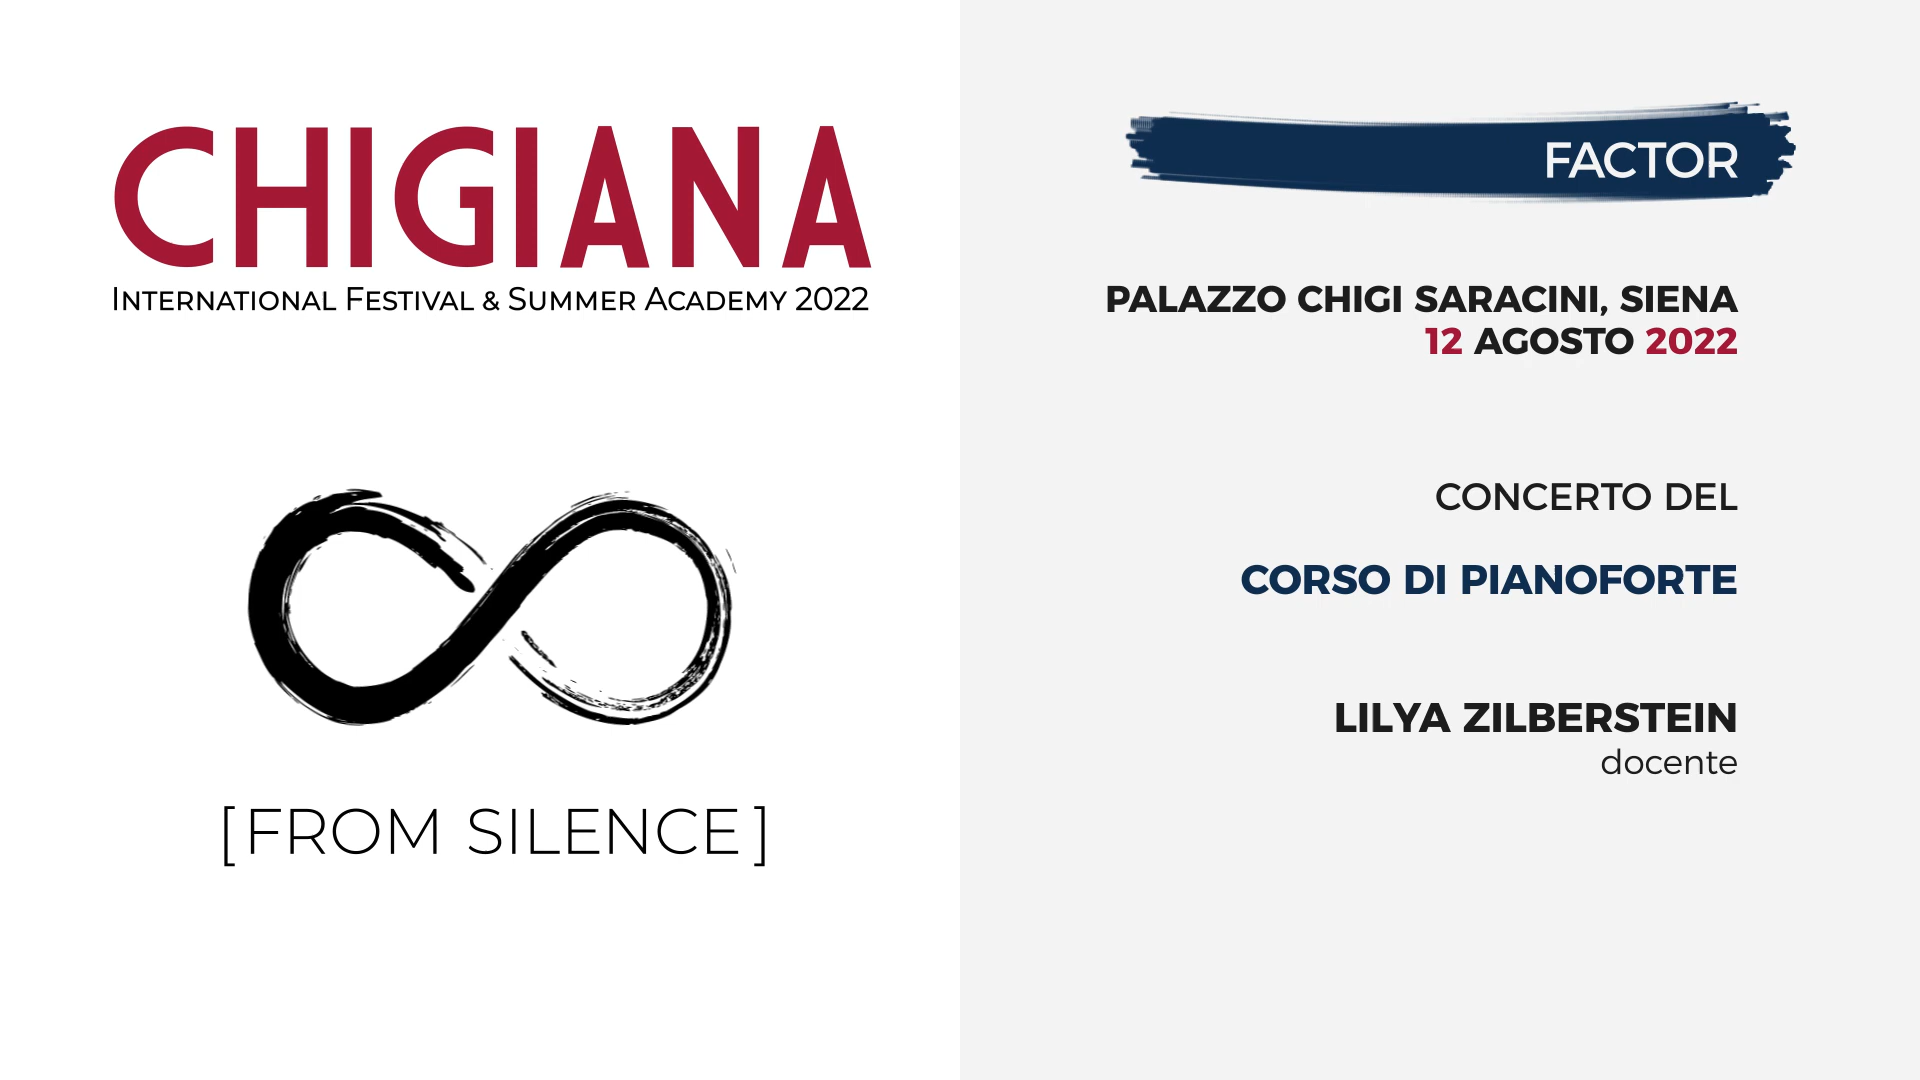 CHIGIANA
INTERNATIONAL FESTIVAL & SUMMER ACADEMY 2022
[FROM SILENCE]
FACTOR
PALAZZO CHIGI SARACINI, SIENA
12 AGOSTO 2022
CONCERTO DEL
CORSO DI PIANOFORTE
LILYA ZILBERSTEIN
docente